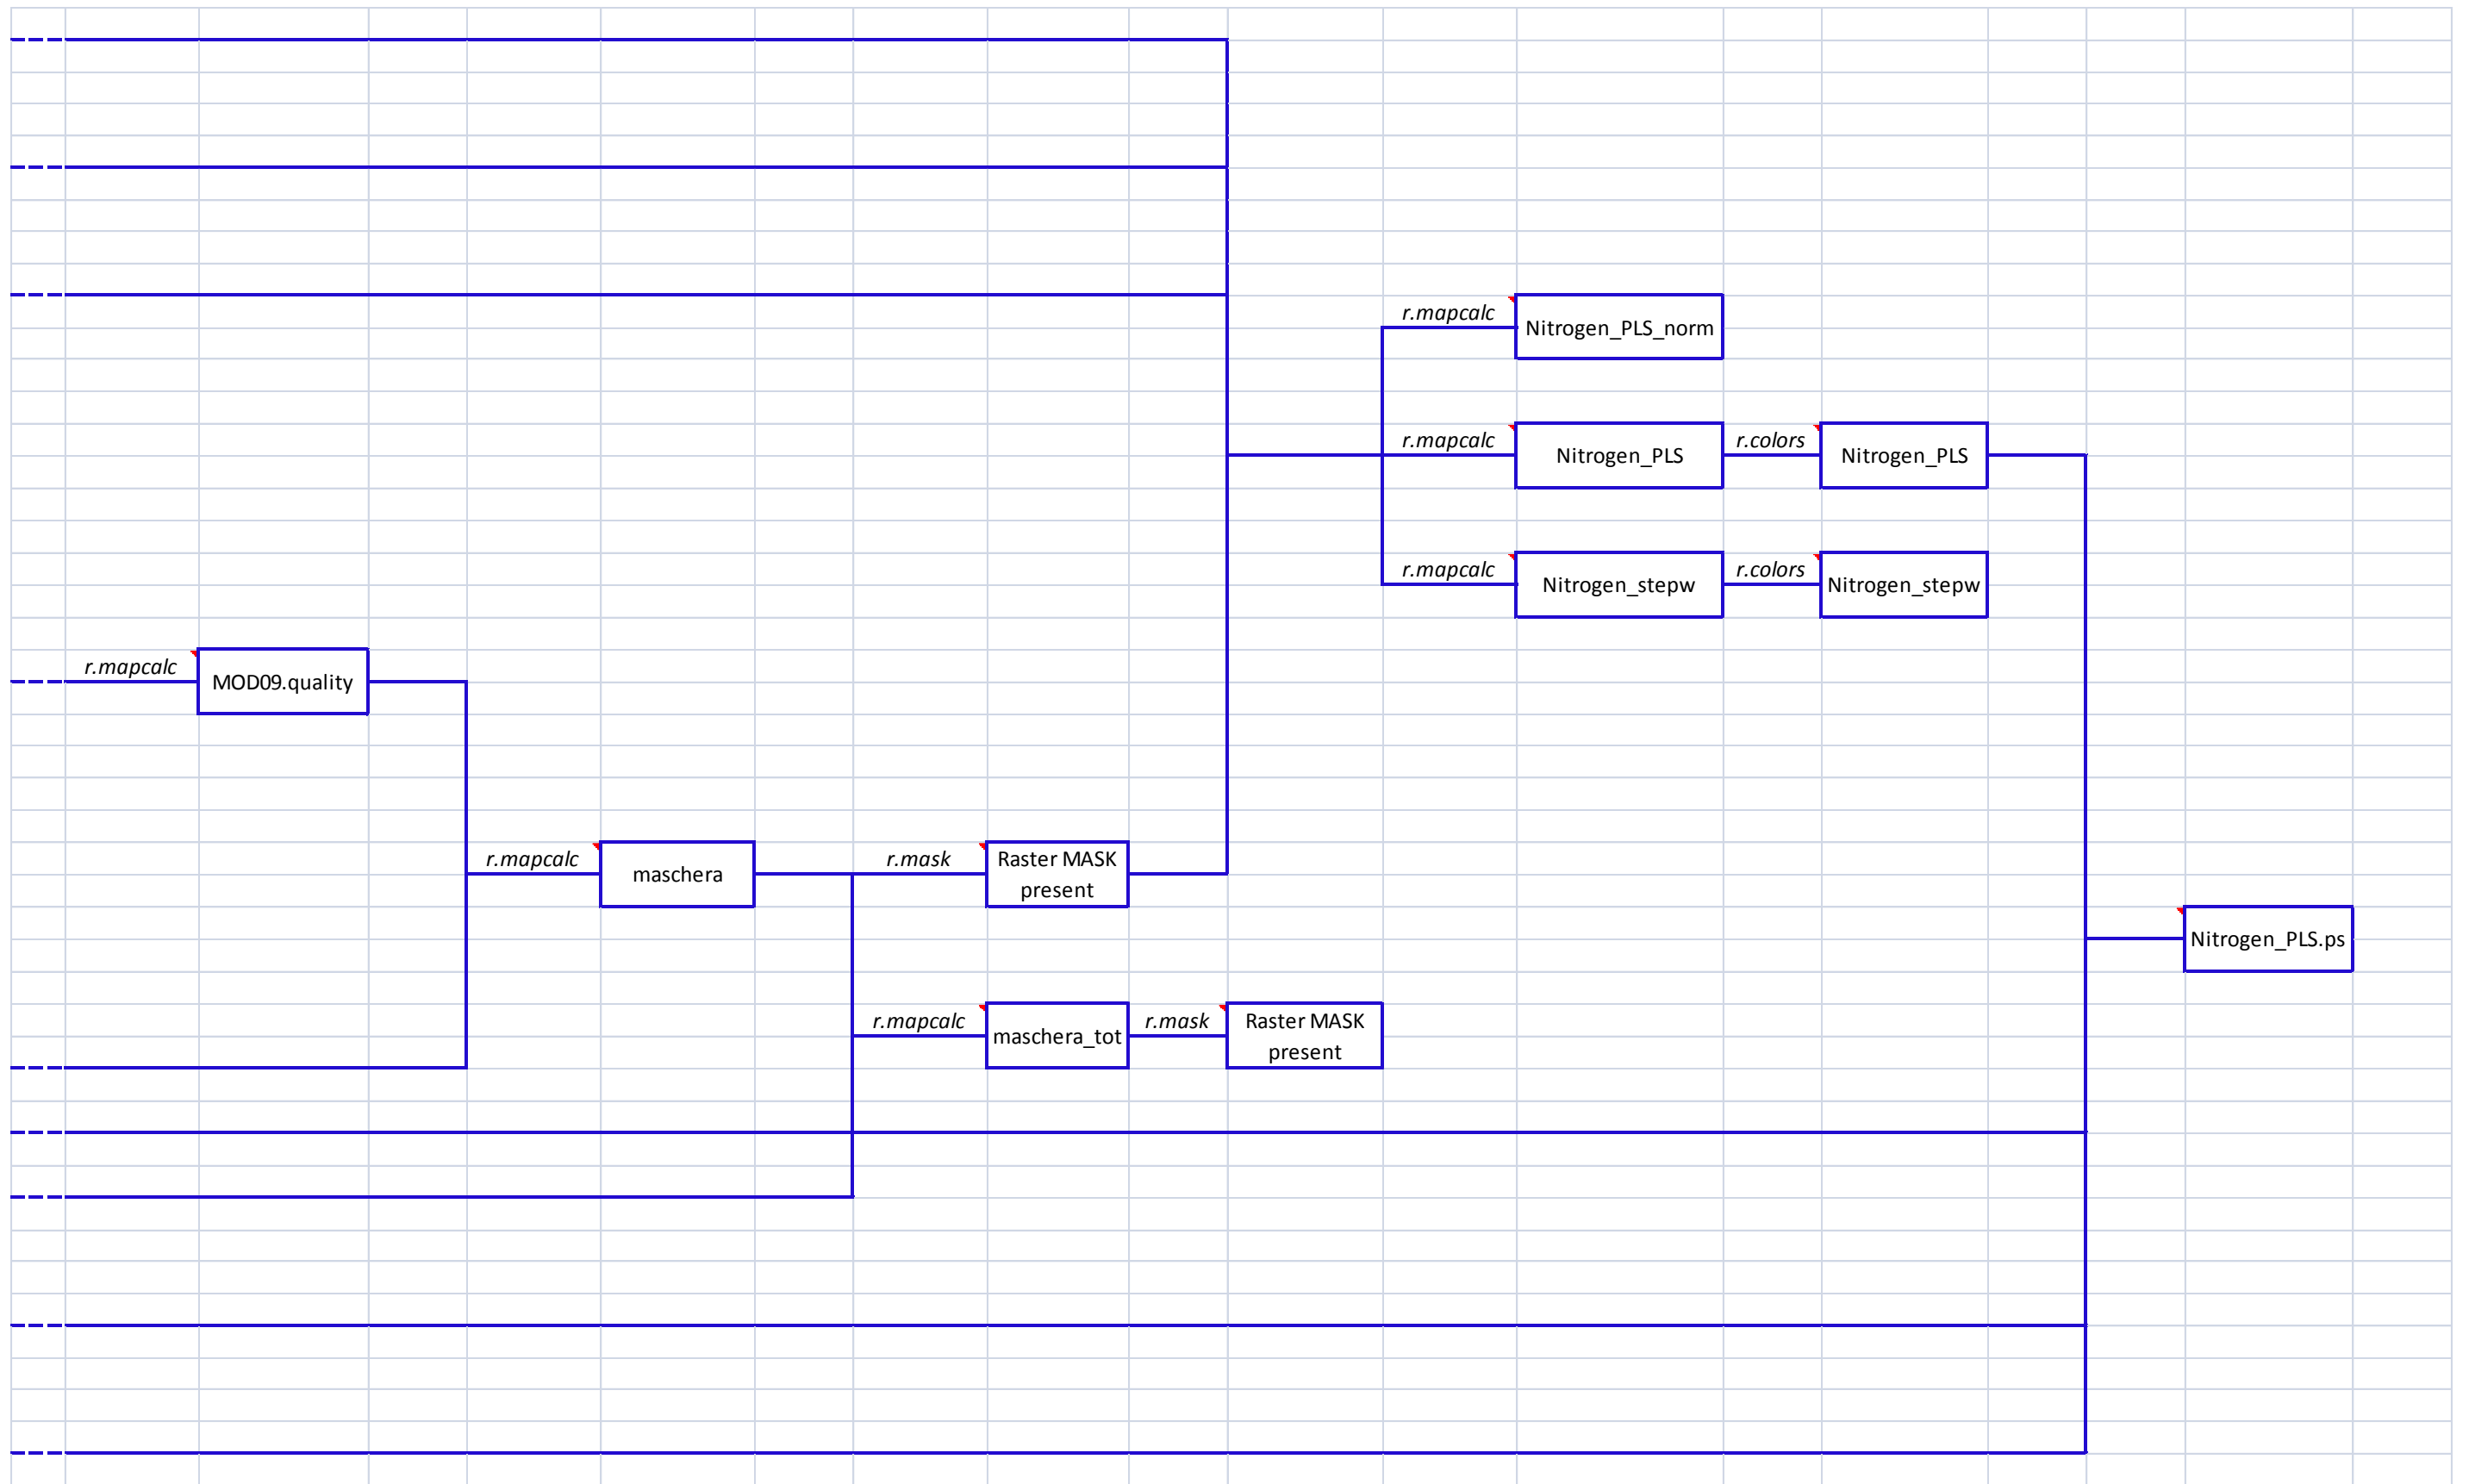 r.mapcalc
Nitrogen_PLS_norm
r.mapcalc
Nitrogen_PLS
r.colors
Nitrogen_PLS
r.mapcalc
Nitrogen_stepw
r.colors
Nitrogen_stepw
r.mapcalc
MOD09.quality
r.mapcalc
maschera
r.mask
Raster MASK
present
Nitrogen_PLS.ps
r.mapcalc
maschera_tot
r.mask
Raster MASK
present